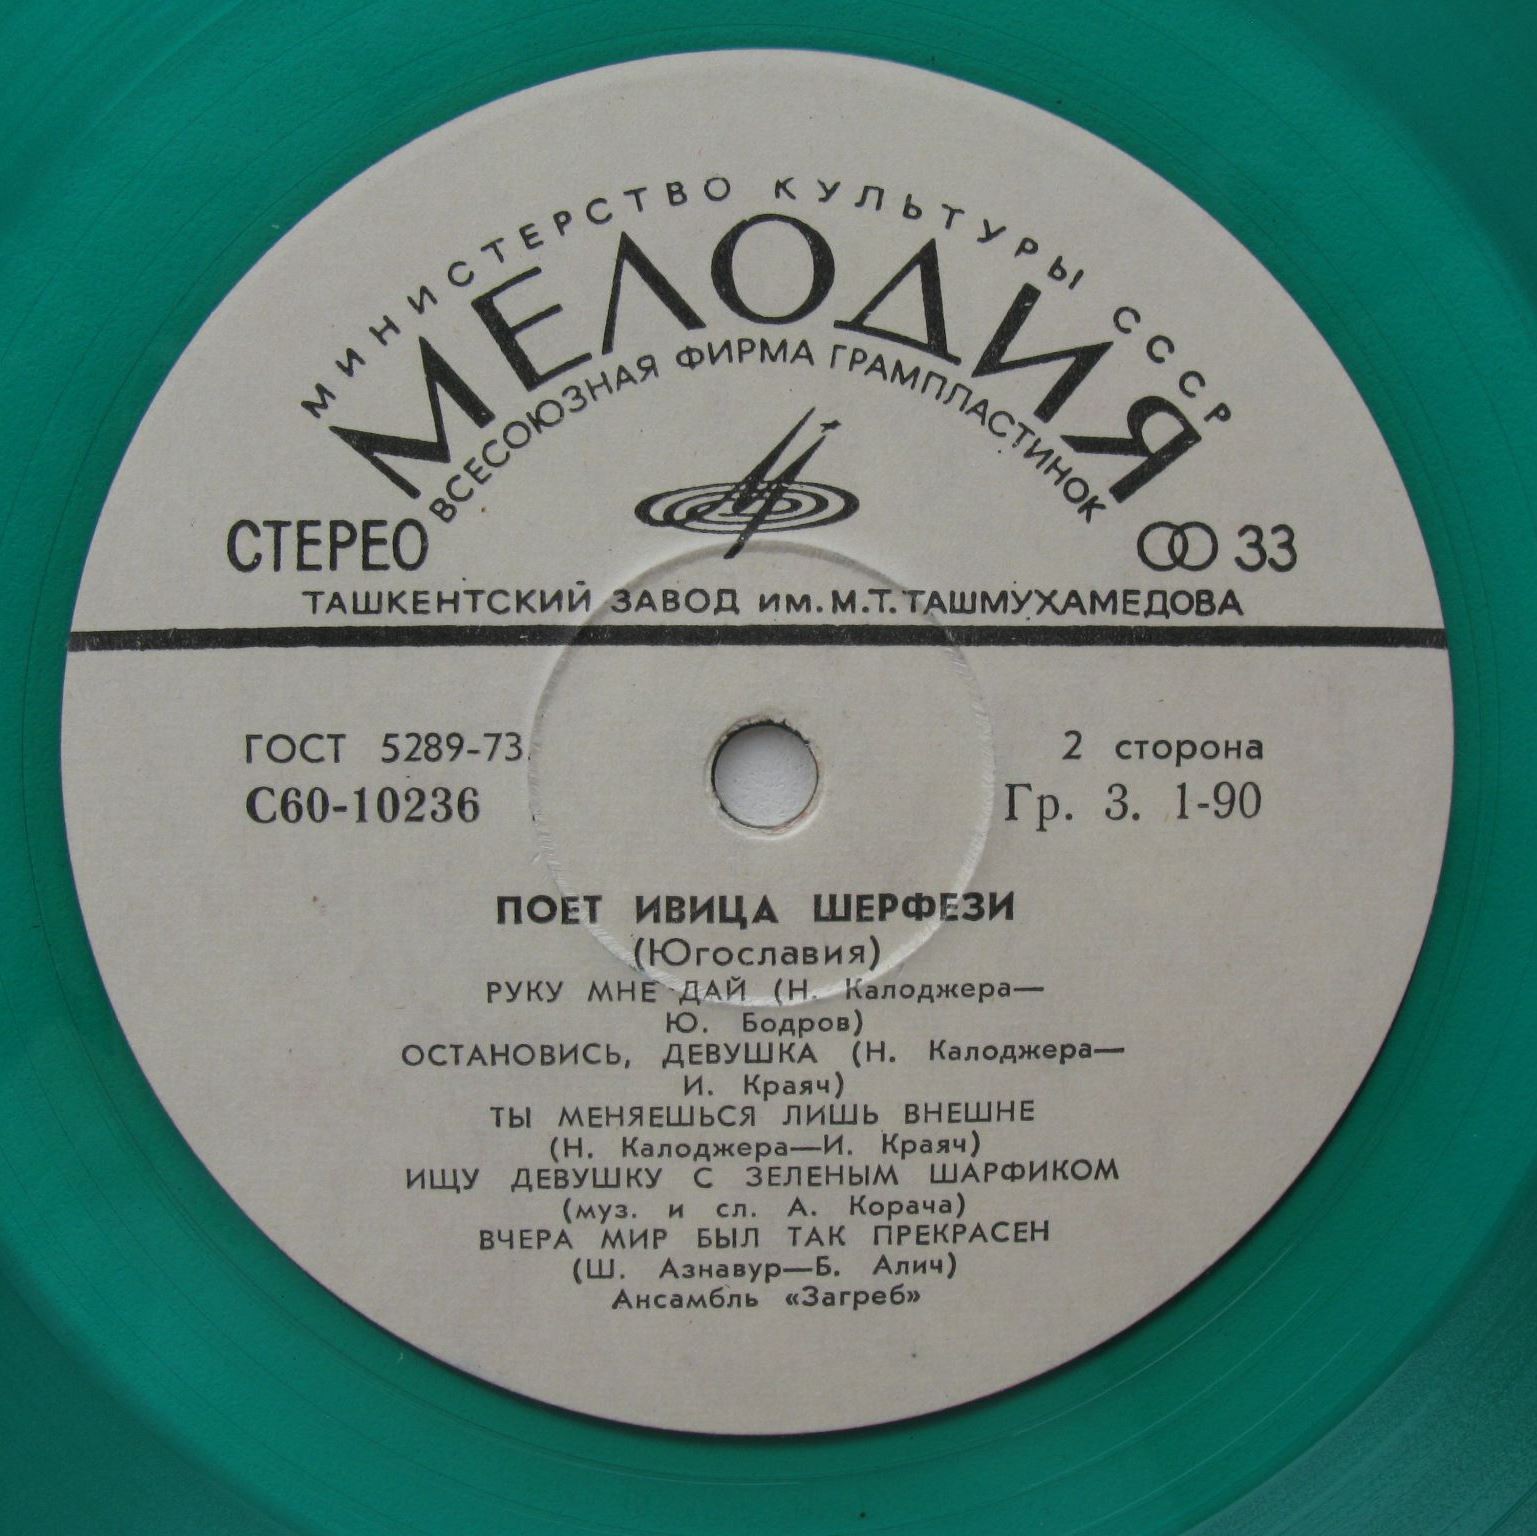 МИНИСТЕРСТВО КУЛЬТУРЫ СССР
МЕЛОДИЯ
ВСЕСОЮЗНАЯ ФИРМА ГРАМПЛАСТИНОК
СТЕРЕО 33
ТАШКЕНТСКИЙ ЗАВОД им. М.Т. ТАШМУХАМЕДОВА
ГОСТ 5289-73 2 сторона
С60-10236 Гр. 3. 1-90
ПОЕТ ИВИЦА ШЕРФЕЗИ
(Югославия)
РУКУ МНЕ ДАЙ (Н. Калоджера—
Ю. Бодров)
ОСТАНОВИСЬ, ДЕВУШКА (Н. Калоджера—
И. Краяч)
ТЫ МЕНЯЕШЬСЯ ЛИШЬ ВНЕШНЕ
(Н. Калоджера—И. Краяч)
ИЩУ ДЕВУШКУ С ЗЕЛЕНЫМ ШАРФИКОМ
(муз. и сл. А. Корача)
ВЧЕРА МИР БЫЛ ТАК ПРЕКРАСЕН
(Ш. Азнавур—Б. Алич)
Ансамбль «Загреб»